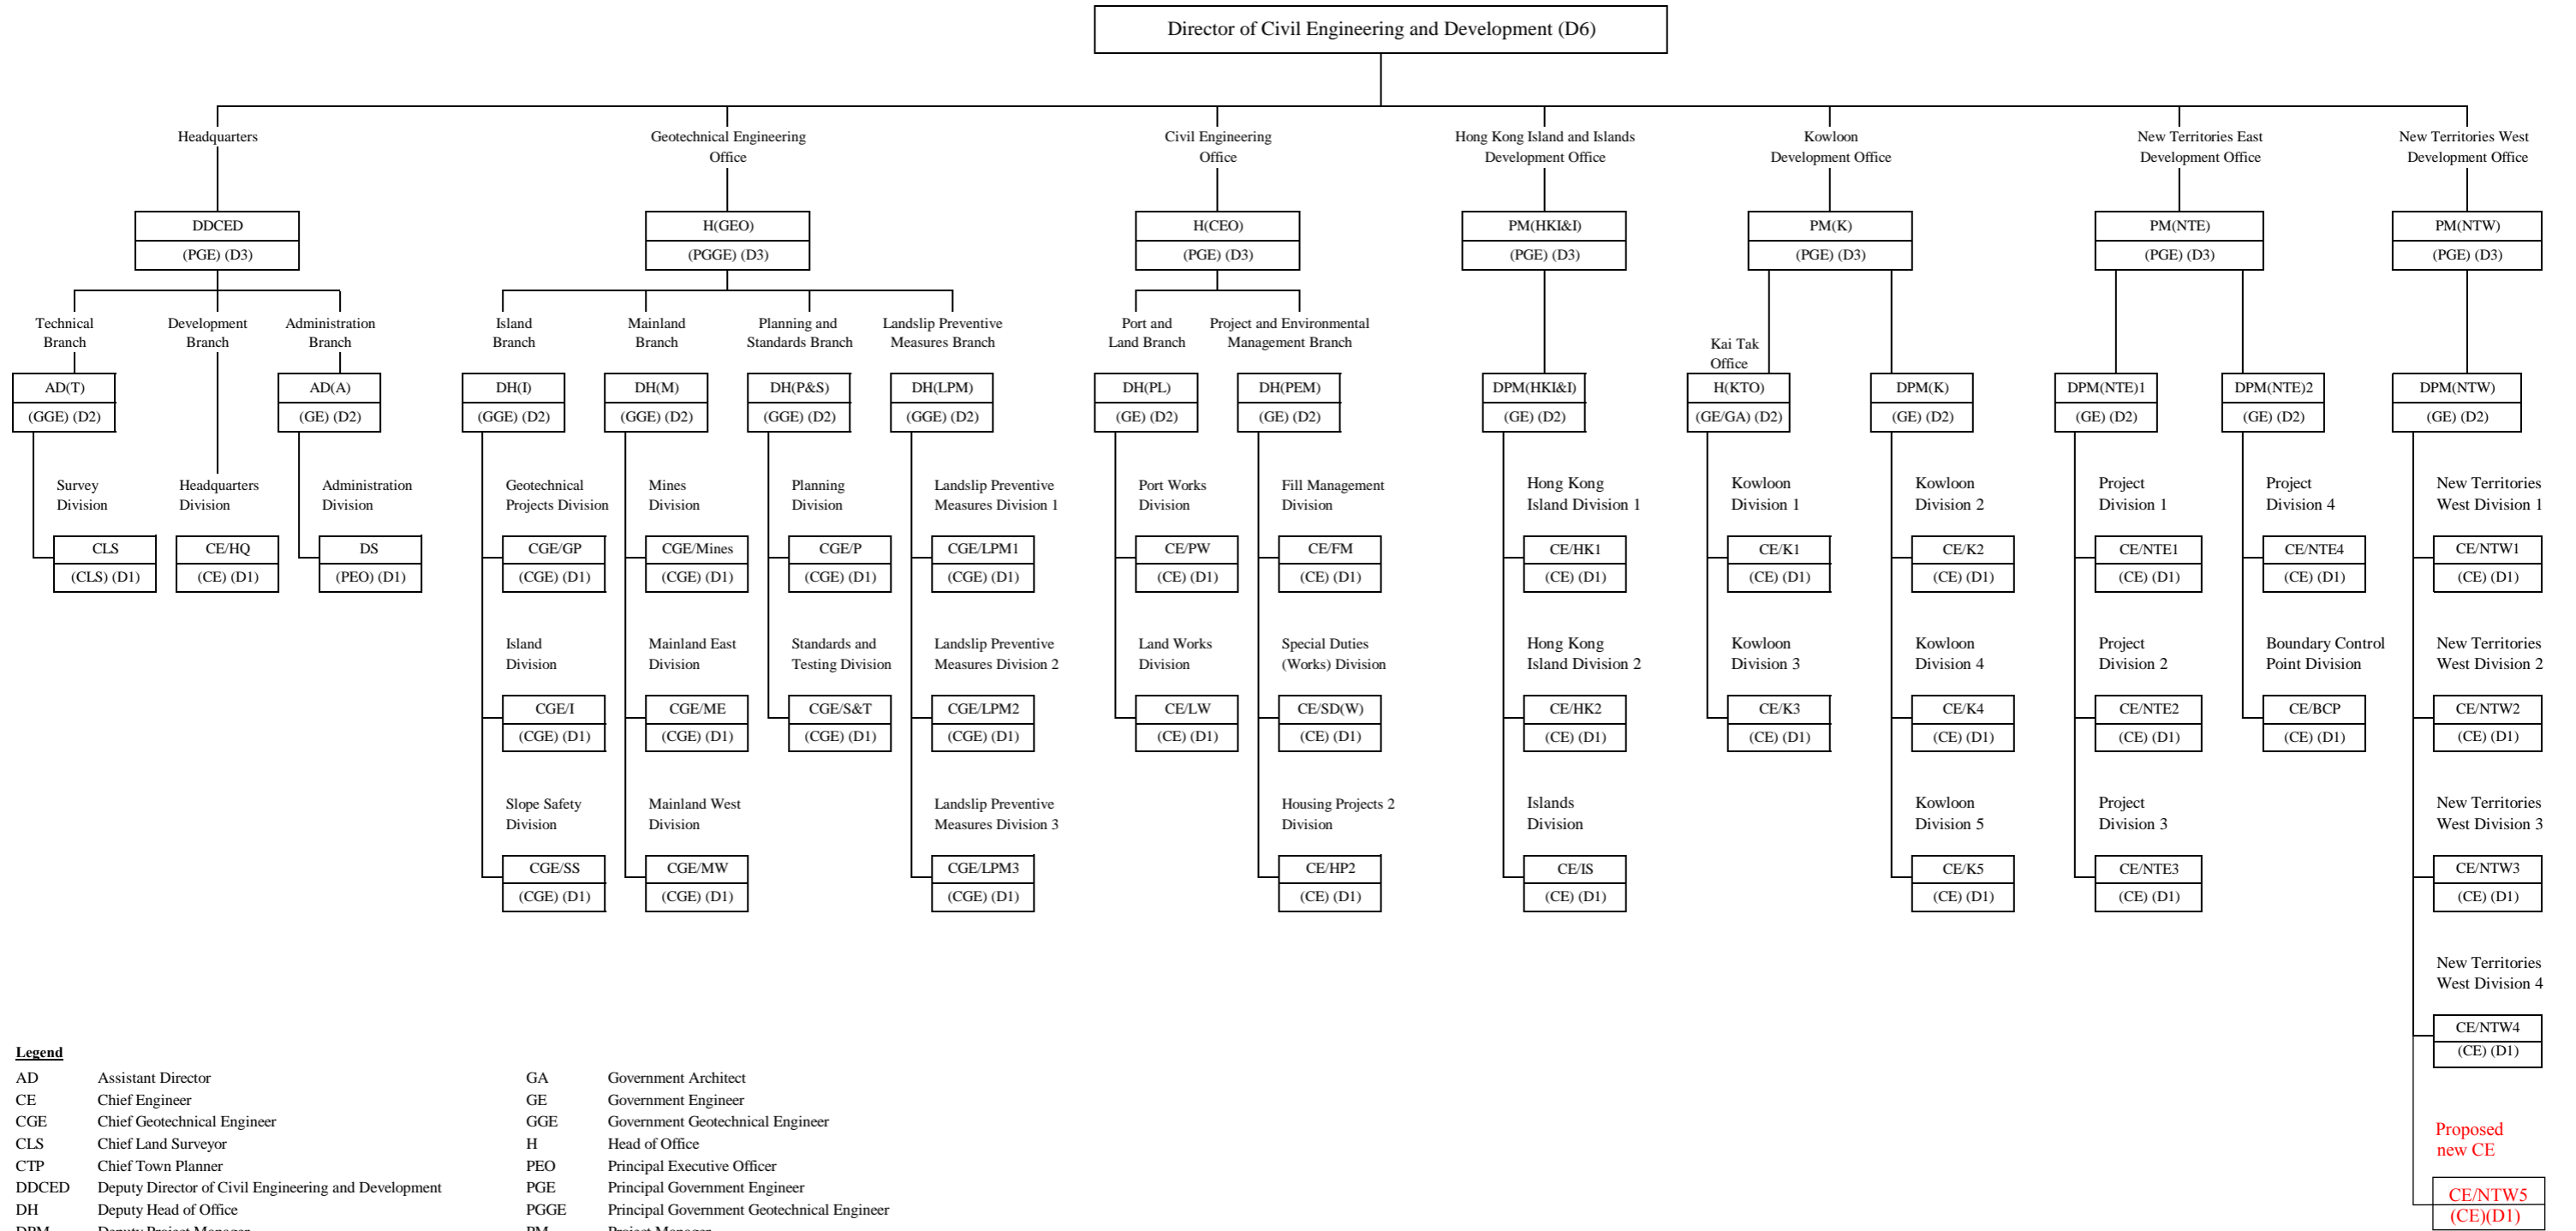 Director of Civil Engineering and Development (D6)
Headquarters
Geotechnical Engineering
Office
Civil Engineering
Office
Hong Kong Island and Islands
Development Office
Kowloon
Development Office
New Territories East
Development Office
New Territories West
Development Office
DDCED
(PGE) (D3)
H(GEO)
(PGGE) (D3)
H(CEO)
(PGE) (D3)
PM(HKI&I)
(PGE) (D3)
PM(K)
(PGE) (D3)
PM(NTE)
(PGE) (D3)
PM(NTW)
(PGE) (D3)
Technical
Branch
Development
Branch
Administration
Branch
Island
Branch
Mainland
Branch
Planning and
Standards Branch
Landslip Preventive
Measures Branch
Port and
Land Branch
Project and Environmental
Management Branch
Kai Tak
Office
AD(T)
(GGE) (D2)
AD(A)
(GE) (D2)
DH(I)
(GGE) (D2)
DH(M)
(GGE) (D2)
DH(P&S)
(GGE) (D2)
DH(LPM)
(GGE) (D2)
DH(PL)
(GE) (D2)
DH(PEM)
(GE) (D2)
DPM(HKI&I)
(GE) (D2)
H(KTO)
(GE/GA) (D2)
DPM(K)
(GE) (D2)
DPM(NTE)1
(GE) (D2)
DPM(NTE)2
(GE) (D2)
DPM(NTW)
(GE) (D2)
Survey
Division
Headquarters
Division
Administration
Division
Geotechnical
Projects Division
Mines
Division
Planning
Division
Landslip Preventive
Measures Division 1
Port Works
Division
Fill Management
Division
Hong Kong
Island Division 1
Kowloon
Division 1
Kowloon
Division 2
Project
Division 1
Project
Division 4
New Territories
West Division 1
CLS
(CLS) (D1)
CE/HQ
(CE) (D1)
DS
(PEO) (D1)
CGE/GP
(CGE) (D1)
CGE/Mines
(CGE) (D1)
CGE/P
(CGE) (D1)
CGE/LPM1
(CGE) (D1)
CE/PW
(CE) (D1)
CE/FM
(CE) (D1)
CE/HK1
(CE) (D1)
CE/K1
(CE) (D1)
CE/K2
(CE) (D1)
CE/NTE1
(CE) (D1)
CE/NTE4
(CE) (D1)
CE/NTW1
(CE) (D1)
Island
Division
Mainland East
Division
Standards and
Testing Division
Landslip Preventive
Measures Division 2
Land Works
Division
Special Duties
(Works) Division
Hong Kong
Island Division 2
Kowloon
Division 3
Kowloon
Division 4
Project
Division 2
Boundary Control
Point Division
New Territories
West Division 2
CGE/I
(CGE) (D1)
CGE/ME
(CGE) (D1)
CGE/S&T
(CGE) (D1)
CGE/LPM2
(CGE) (D1)
CE/LW
(CE) (D1)
CE/SD(W)
(CE) (D1)
CE/HK2
(CE) (D1)
CE/K3
(CE) (D1)
CE/K4
(CE) (D1)
CE/NTE2
(CE) (D1)
CE/BCP
(CE) (D1)
CE/NTW2
(CE) (D1)
Slope Safety
Division
Mainland West
Division
Landslip Preventive
Measures Division 3
Housing Projects 2
Division
Islands
Division
Kowloon
Division 5
Project
Division 3
New Territories
West Division 3
CGE/SS
(CGE) (D1)
CGE/MW
(CGE) (D1)
CGE/LPM3
(CGE) (D1)
CE/HP2
(CE) (D1)
CE/IS
(CE) (D1)
CE/K5
(CE) (D1)
CE/NTE3
(CE) (D1)
CE/NTW3
(CE) (D1)
New Territories
West Division 4
CE/NTW4
(CE) (D1)
Proposed
new CE
CE/NTW5
(CE)(D1)
Legend
AD Assistant Director
CE Chief Engineer
CGE Chief Geotechnical Engineer
CLS Chief Land Surveyor
CTP Chief Town Planner
DDCED Deputy Director of Civil Engineering and Development
DH Deputy Head of Office
DPM Deputy Project Manager
GA Government Architect
GE Government Engineer
GGE Government Geotechnical Engineer
H Head of Office
PEO Principal Executive Officer
PGE Principal Government Engineer
PGGE Principal Government Geotechnical Engineer
PM Project Manager